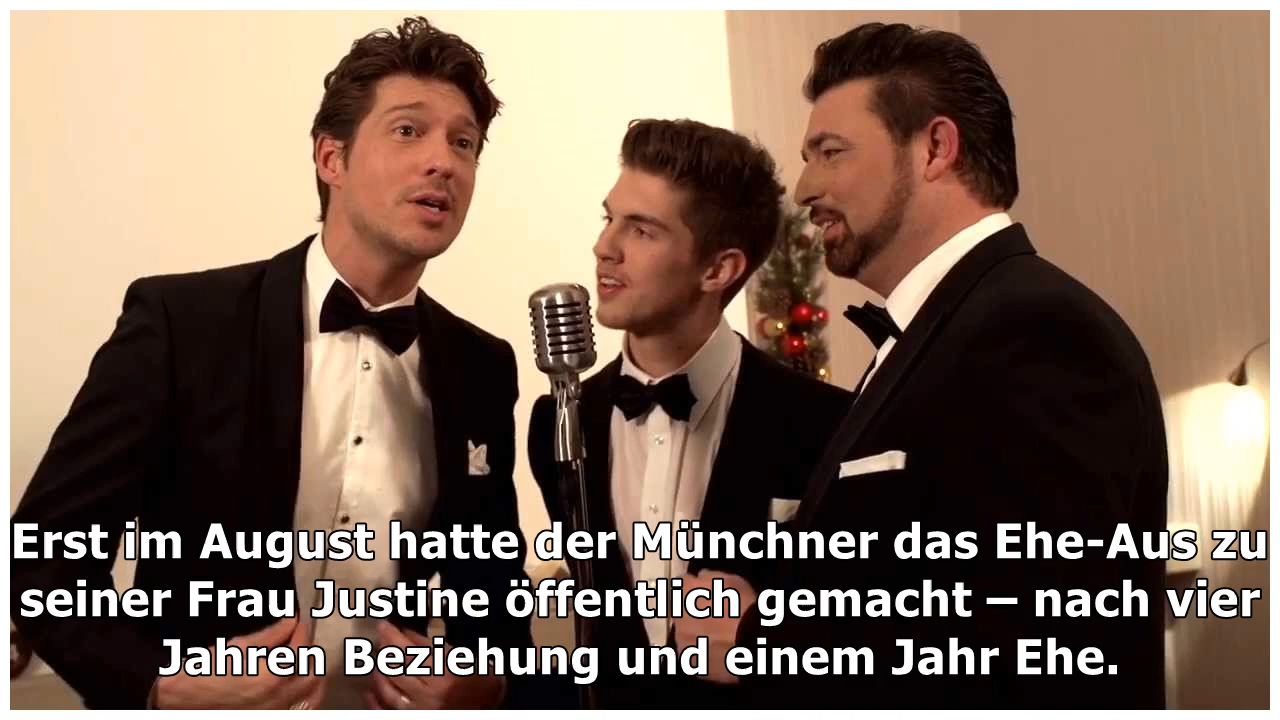 Erst im August hatte der Münchner das Ehe-Aus zu
seiner Frau Justine öffentlich gemacht – nach vier
Jahren Beziehung und einem Jahr Ehe.